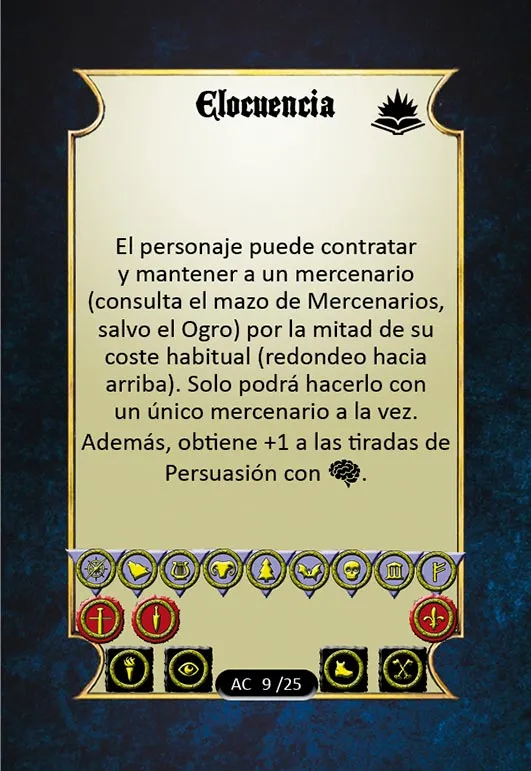 Elocuencia
El personaje puede contratar
y mantener a un mercenario
(consulta el mazo de Mercenarios,
salvo el Ogro) por la mitad de su
coste habitual (redondeo hacia
arriba). Solo podrá hacerlo con
un único mercenario a la vez.
Además, obtiene +1 a las tiradas de
Persuasión con .
AC 9 /25